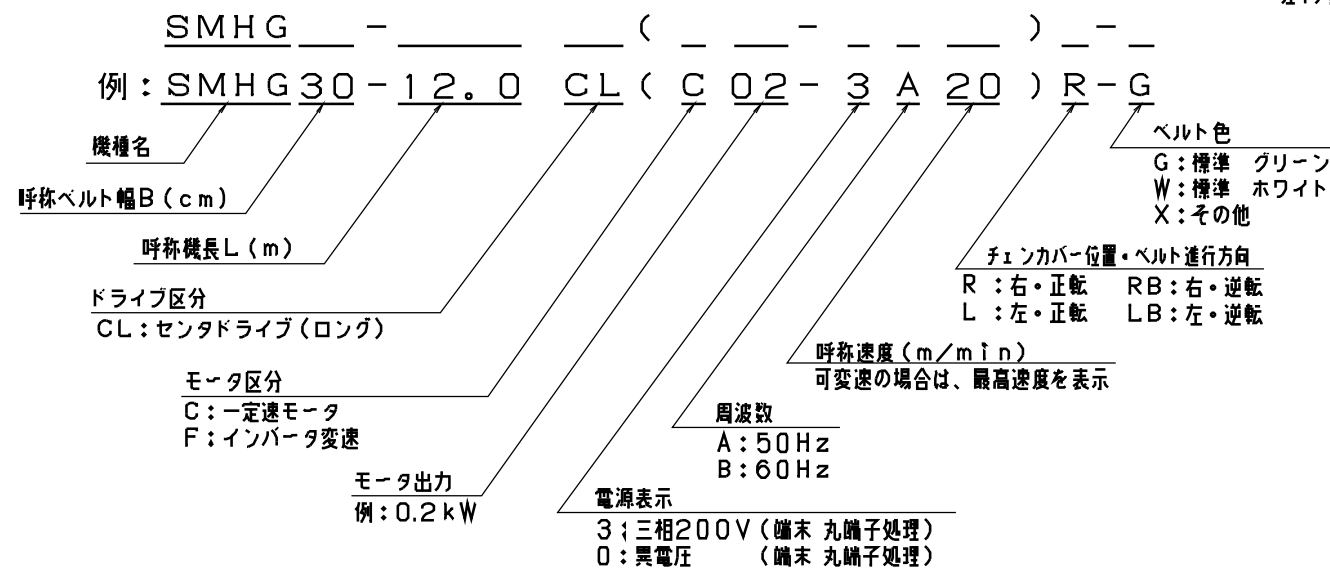 SMHG - ( - ) -
例：SMHG30-12.0 CL（C02-3A20）R-G
機種名
呼称ベルト幅B（cm）
呼称機長L（m）
ドライブ区分
CL：センタドライブ（ロング）
モータ区分
C：一定速モータ
F：インバータ変速
モータ出力
例：0.2kW
電源表示
3：三相200V（端末 丸端子処理）
0：異電圧　　（端末 丸端子処理）
周波数
A：50Hz
B：60Hz
呼称速度（m/min）
可変速の場合は、最高速度を表示
チェンカバー位置・ベルト進行方向
R ：右・正転　RB：右・逆転
L ：左・正転　LB：左・逆転
ベルト色
G：標準　グリーン
W：標準　ホワイト
X：その他